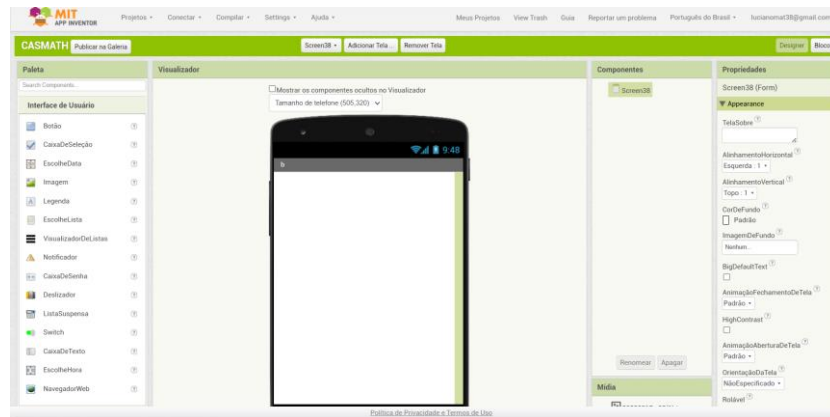 MIT
APP INVENTOR
Projetos
Conectar
Compilar
Settings
Ajuda
Meus Projetos
View Trash
Guia
Reportar um problema
Português do Brasil
lucianomat38@gmail.com
CASMATH
Publicar na Galeria
Screen38
Adicionar Tela ...
Remover Tela
Designer
Blocos
Paleta
Search Components...
Interface de Usuário
Botão
CaixaDeSeleção
EscolheData
Imagem
Legenda
EscolheLista
VisualizadorDeListas
Notificador
CaixaDeSenha
Deslizador
ListaSuspensa
Switch
CaixaDeTexto
EscolheHora
NavegadorWeb
Visualizador
Mostrar os componentes ocultos no Visualizador
Tamanho de telefone (505,320)
9:48
b
Componentes
Screen38
Renomear
Apagar
Mídia
Propriedades
Screen38 (Form)
Appearance
TelaSobre
AlinhamentoHorizontal
Esquerda : 1
AlinhamentoVertical
Topo : 1
CorDeFundo
Padrão
ImagemDeFundo
Nenhum...
BigDefaultText
AnimaçãoFechamentoDeTela
Padrão
HighContrast
AnimaçãoAberturaDeTela
Padrão
OrientaçãoDaTela
NãoEspecificado
Rolável
Política de Privacidade e Termos de Uso